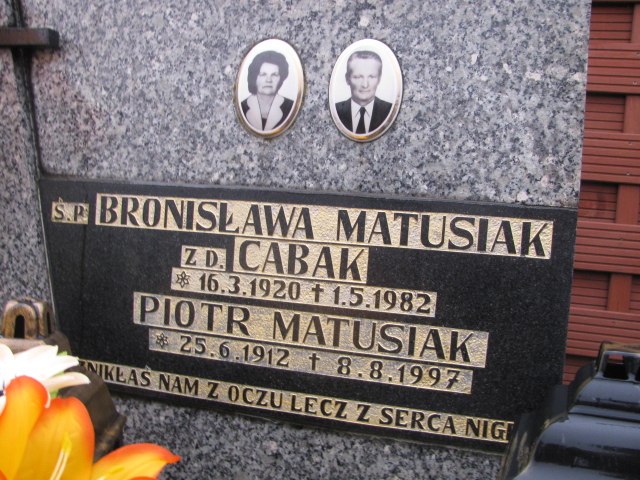 Ś.P. BRONISŁAWA MATUSIAK
Z D. CABAK
* 16.3.1920 † 1.5.1982
PIOTR MATUSIAK
* 25.6.1912 † 8.8.1997
NIKŁAŚ NAM Z OCZU LECZ Z SERCA NIG